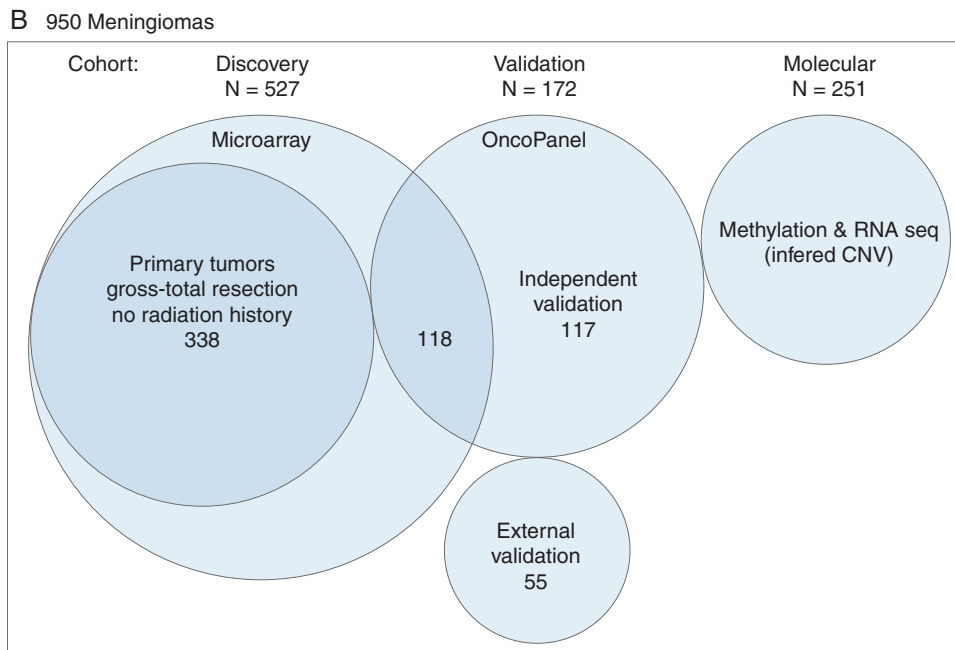 B 950 Meningiomas
Cohort:
Discovery
N = 527
Validation
N = 172
Molecular
N = 251
Microarray
OncoPanel
Primary tumors
gross-total resection
no radiation history
338
118
Independent
validation
117
Methylation & RNA seq
(infered CNV)
External
validation
55